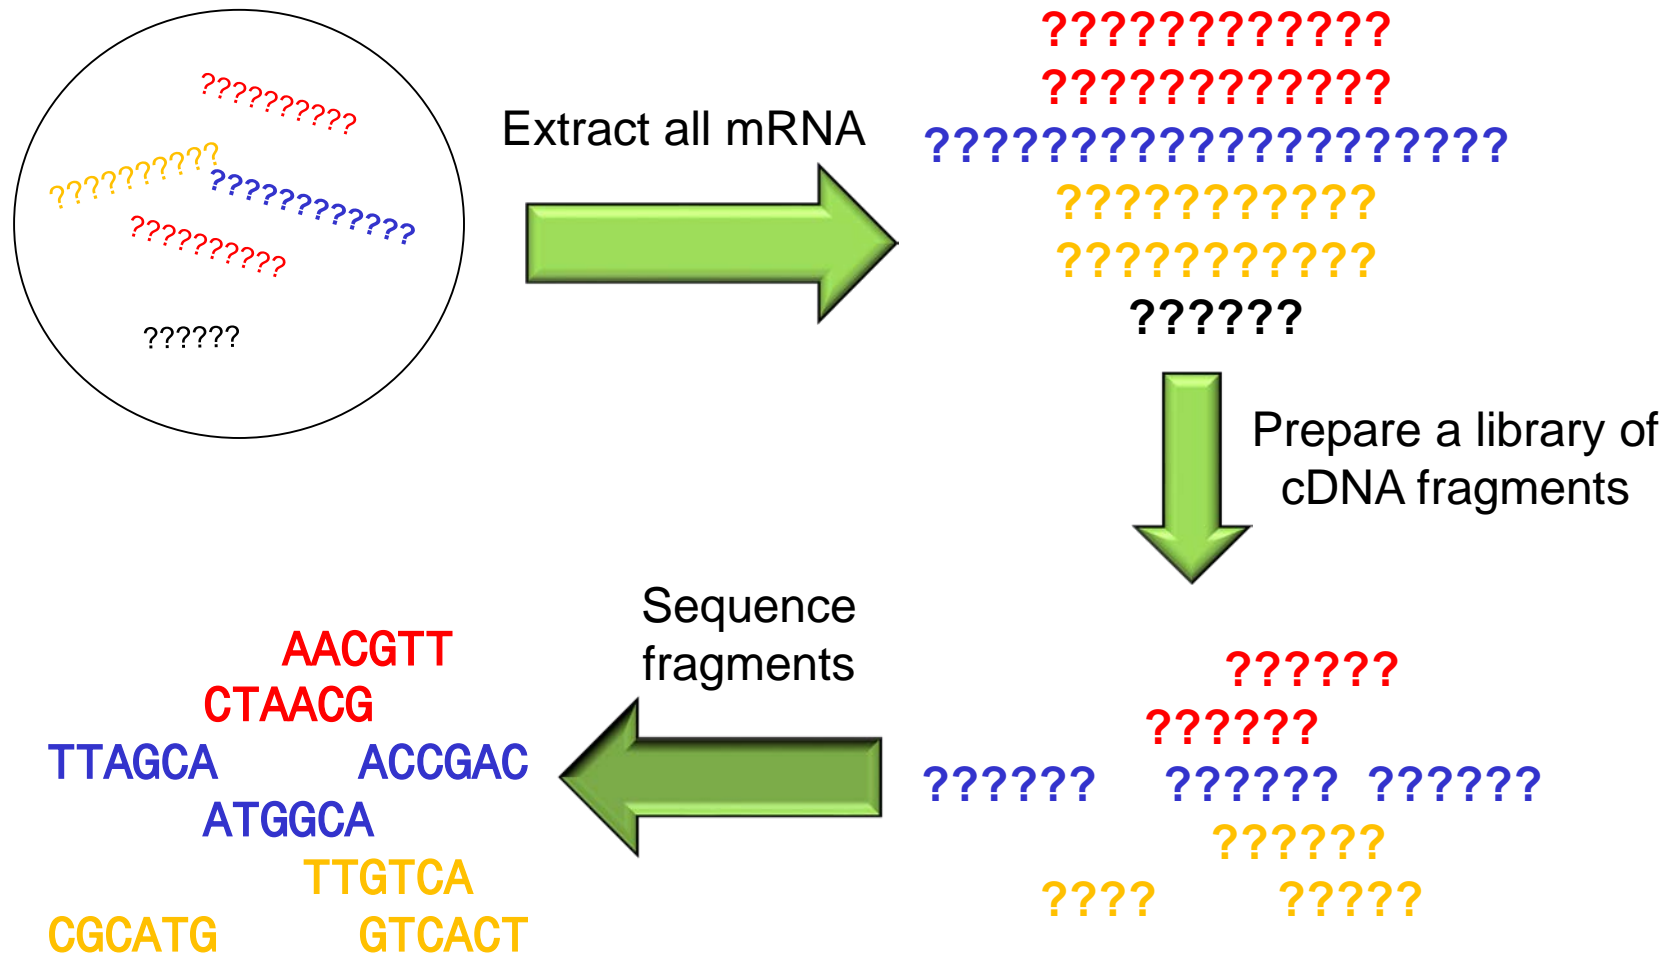 ??????????
??????????
????????????
??????????
??????
Extract all mRNA
????????????
????????????
????????????????????
???????????
???????????
??????
Prepare a library of
cDNA fragments
??????
??????
?????? ?????? ??????
??????
???? ?????
Sequence
fragments
AACGTT
CTAACG
TTAGCA ACCGAC
ATGGCA
TTGTCA
CGCATG GTCACT